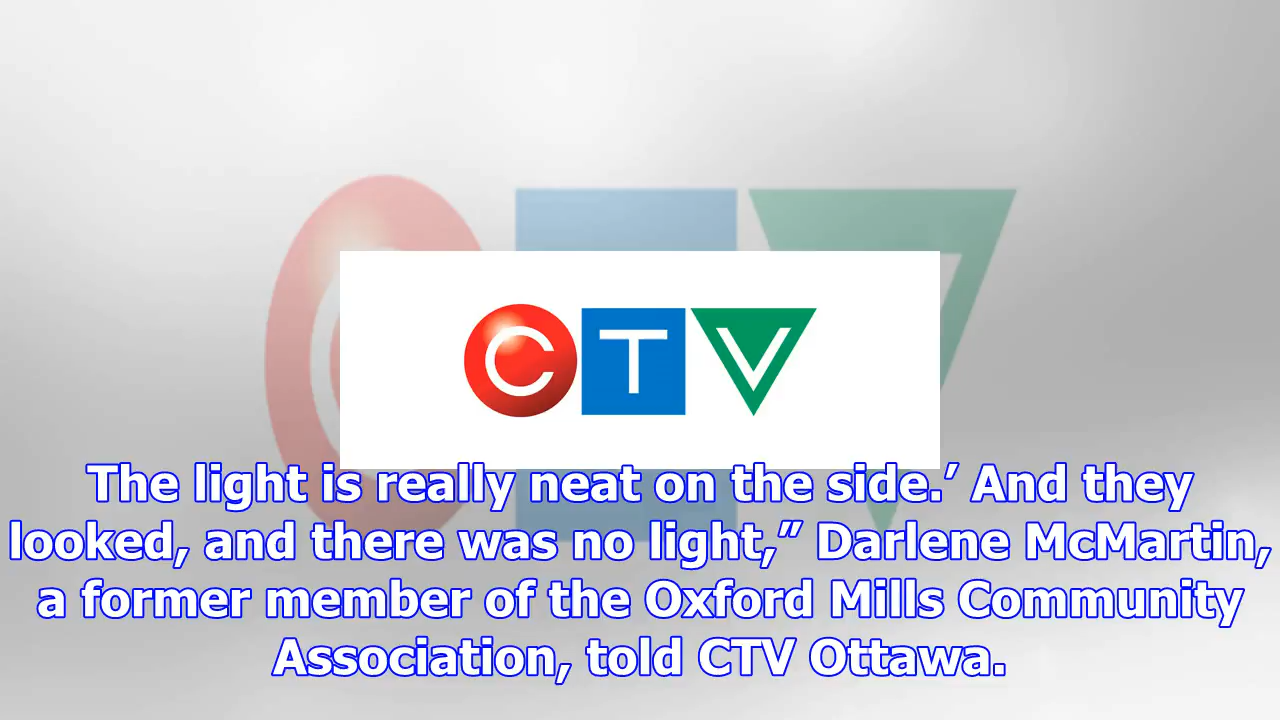 CTV
CTV
The light is really neat on the side.’ And they
looked, and there was no light,” Darlene McMartin,
a former member of the Oxford Mills Community
Association, told CTV Ottawa.